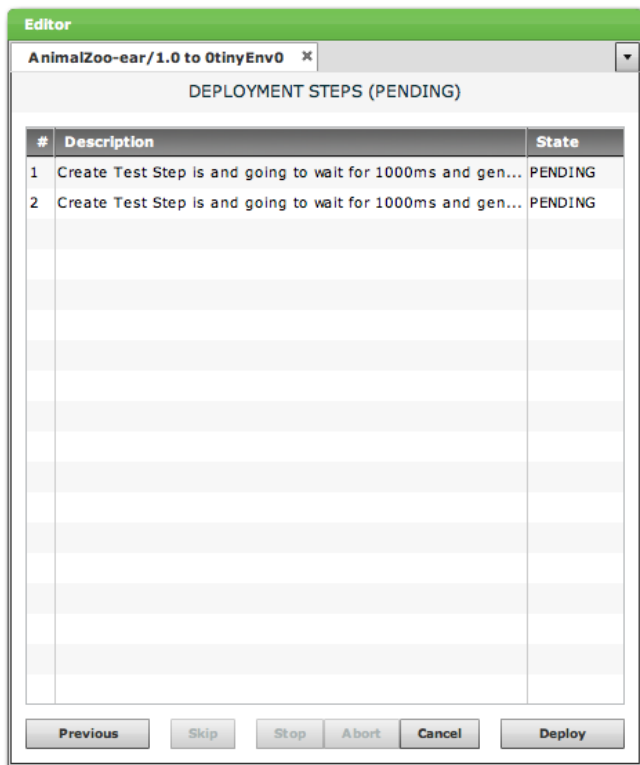 Editor
AnimalZoo-ear/1.0 to 0tinyEnv0
DEPLOYMENT STEPS (PENDING)
# Description State
1 Create Test Step is and going to wait for 1000ms and gen... PENDING
2 Create Test Step is and going to wait for 1000ms and gen... PENDING
Previous Skip Stop Abort Cancel Deploy